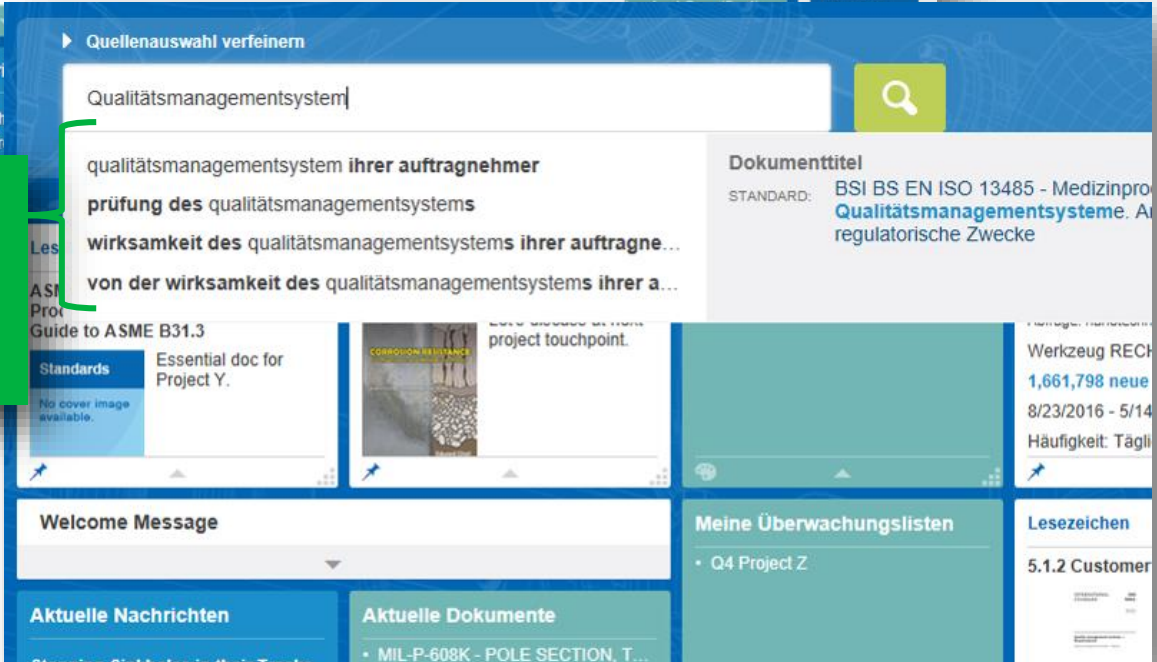 Quellenauswahl verfeinern
Qualitätsmanagementsystem
qualitätsmanagementsystem ihrer auftragnehmer
prüfung des qualitätsmanagementsystems
wirksamkeit des qualitätsmanagementsystems ihrer auftragne…
von der wirksamkeit des qualitätsmanagementsystems ihrer a…
Dokumenttitel
STANDARD: BSI BS EN ISO 13485 - Medizinpro
Qualitätsmanagementsysteme. A
regulatorische Zwecke
Les
ASM
Proc
Guide to ASME B31.3
Standards
No cover image
available.
Essential doc for
Project Y.
CORROSION RESISTANCE
project touchpoint.
Werkzeug RECH
1,661,798 neue
8/23/2016 - 5/14
Häufigkeit: Tägli
Welcome Message
Meine Überwachungslisten
• Q4 Project Z
Lesezeichen
5.1.2 Customer
Aktuelle Nachrichten
Aktuelle Dokumente
• MIL-P-608K - POLE SECTION, T…